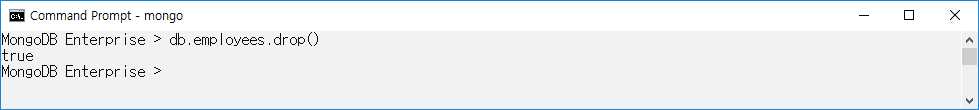 Command Prompt - mongo
MongoDB Enterprise > db.employees.drop()
true
MongoDB Enterprise >